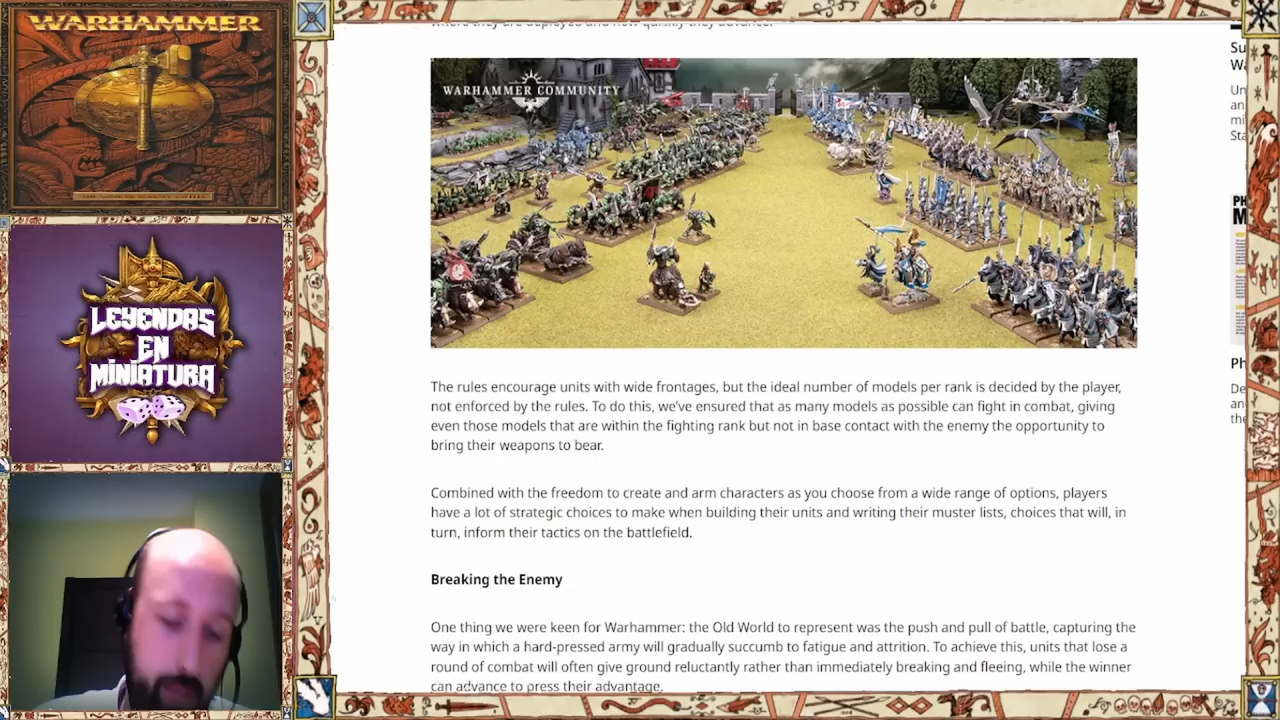 WARHAMMER
LEYENDAS
EN
MINIATURA
WARHAMMER COMMUNITY
The rules encourage units with wide frontages, but the ideal number of models per rank is decided by the player,
not enforced by the rules. To do this, we've ensured that as many models as possible can fight in combat, giving
even those models that are within the fighting rank but not in base contact with the enemy the opportunity to
bring their weapons to bear.
Combined with the freedom to create and arm characters as you choose from a wide range of options, players
have a lot of strategic choices to make when building their units and writing their muster lists, choices that will, in
turn, inform their tactics on the battlefield.
Breaking the Enemy
One thing we were keen for Warhammer: the Old World to represent was the push and pull of battle, capturing the
way in which a hard-pressed army will gradually succumb to fatigue and attrition. To achieve this, units that lose a
round of combat will often give ground reluctantly rather than immediately breaking and fleeing, while the winner
can advance to press their advantage.